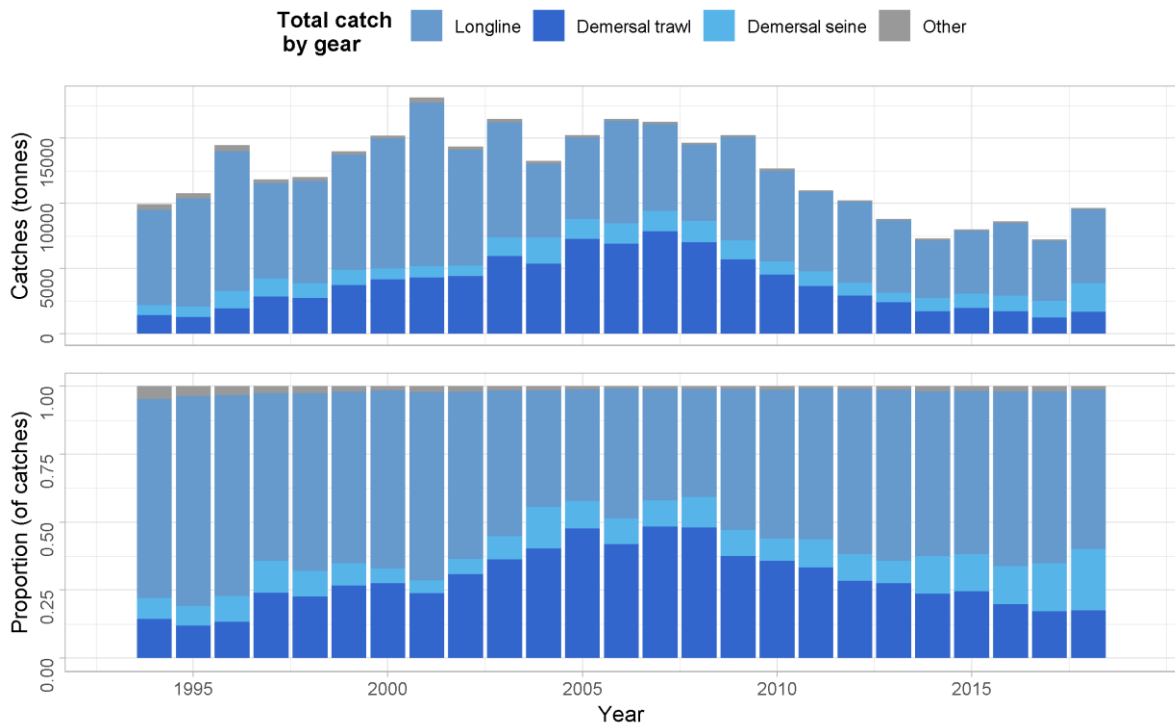 Total catch
by gear
Longline
Demersal trawl
Demersal seine
Other
Catches (tonnes)
15000
10000
5000
0
Proportion (of catches)
1.00
0.75
0.50
0.25
0.00
1995
2000
2005
2010
2015
Year